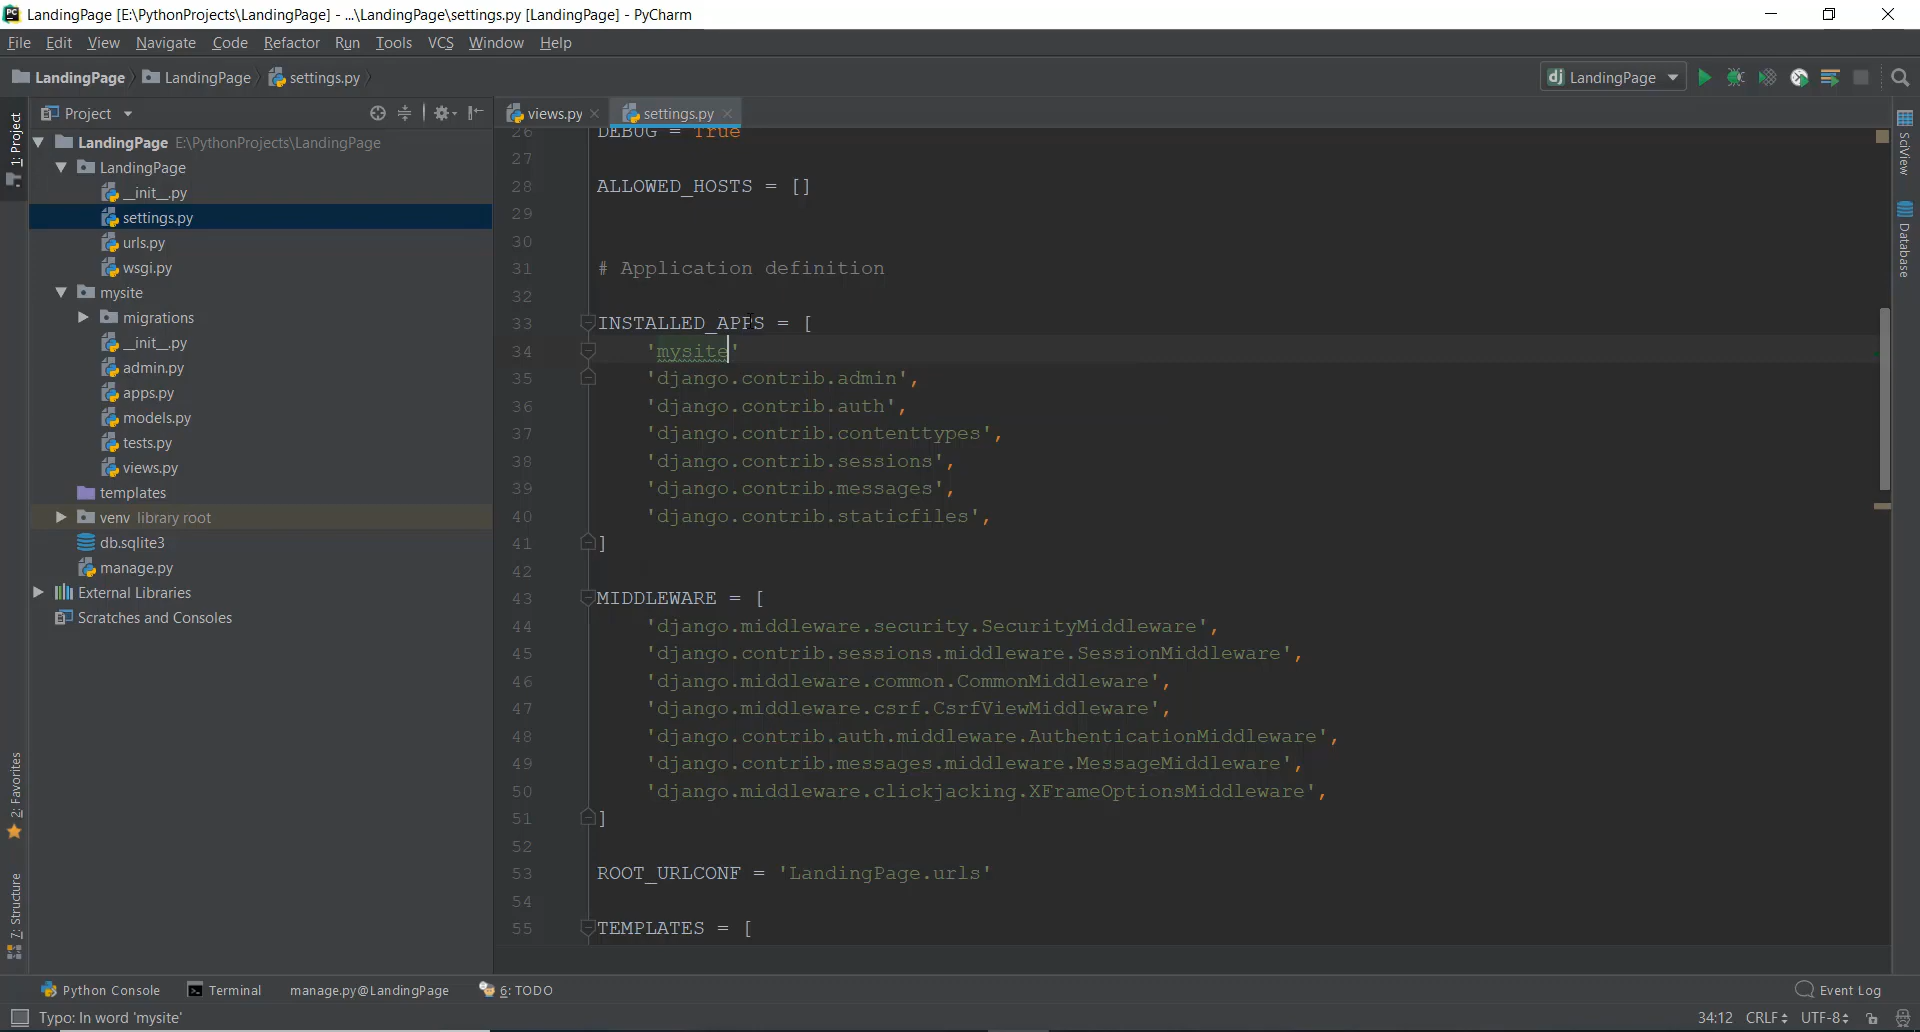 LandingPage [E:\PythonProjects\LandingPage] - ...\LandingPage\settings.py [LandingPage] - PyCharm
File Edit View Navigate Code Refactor Run Tools VCS Window Help
LandingPage LandingPage settings.py
dj LandingPage
Project
views.py settings.py
1: Project
LandingPage E:\PythonProjects\LandingPage
LandingPage
__init__.py
settings.py
urls.py
wsgi.py
mysite
migrations
__init__.py
admin.py
apps.py
models.py
tests.py
views.py
templates
venv library root
db.sqlite3
manage.py
External Libraries
Scratches and Consoles
2: Favorites
7: Structure
26 DEBUG = True
27
28 ALLOWED_HOSTS = []
29
30
31 # Application definition
32
33 INSTALLED_APPS = [
34 'mysite'
35 'django.contrib.admin',
36 'django.contrib.auth',
37 'django.contrib.contenttypes',
38 'django.contrib.sessions',
39 'django.contrib.messages',
40 'django.contrib.staticfiles',
41 ]
42
43 MIDDLEWARE = [
44 'django.middleware.security.SecurityMiddleware',
45 'django.contrib.sessions.middleware.SessionMiddleware',
46 'django.middleware.common.CommonMiddleware',
47 'django.middleware.csrf.CsrfViewMiddleware',
48 'django.contrib.auth.middleware.AuthenticationMiddleware',
49 'django.contrib.messages.middleware.MessageMiddleware',
50 'django.middleware.clickjacking.XFrameOptionsMiddleware',
51 ]
52
53 ROOT_URLCONF = 'LandingPage.urls'
54
55 TEMPLATES = [
SciView
Database
Python Console Terminal manage.py@LandingPage 6: TODO Event Log
Typo: In word 'mysite' 34:12 CRLF UTF-8